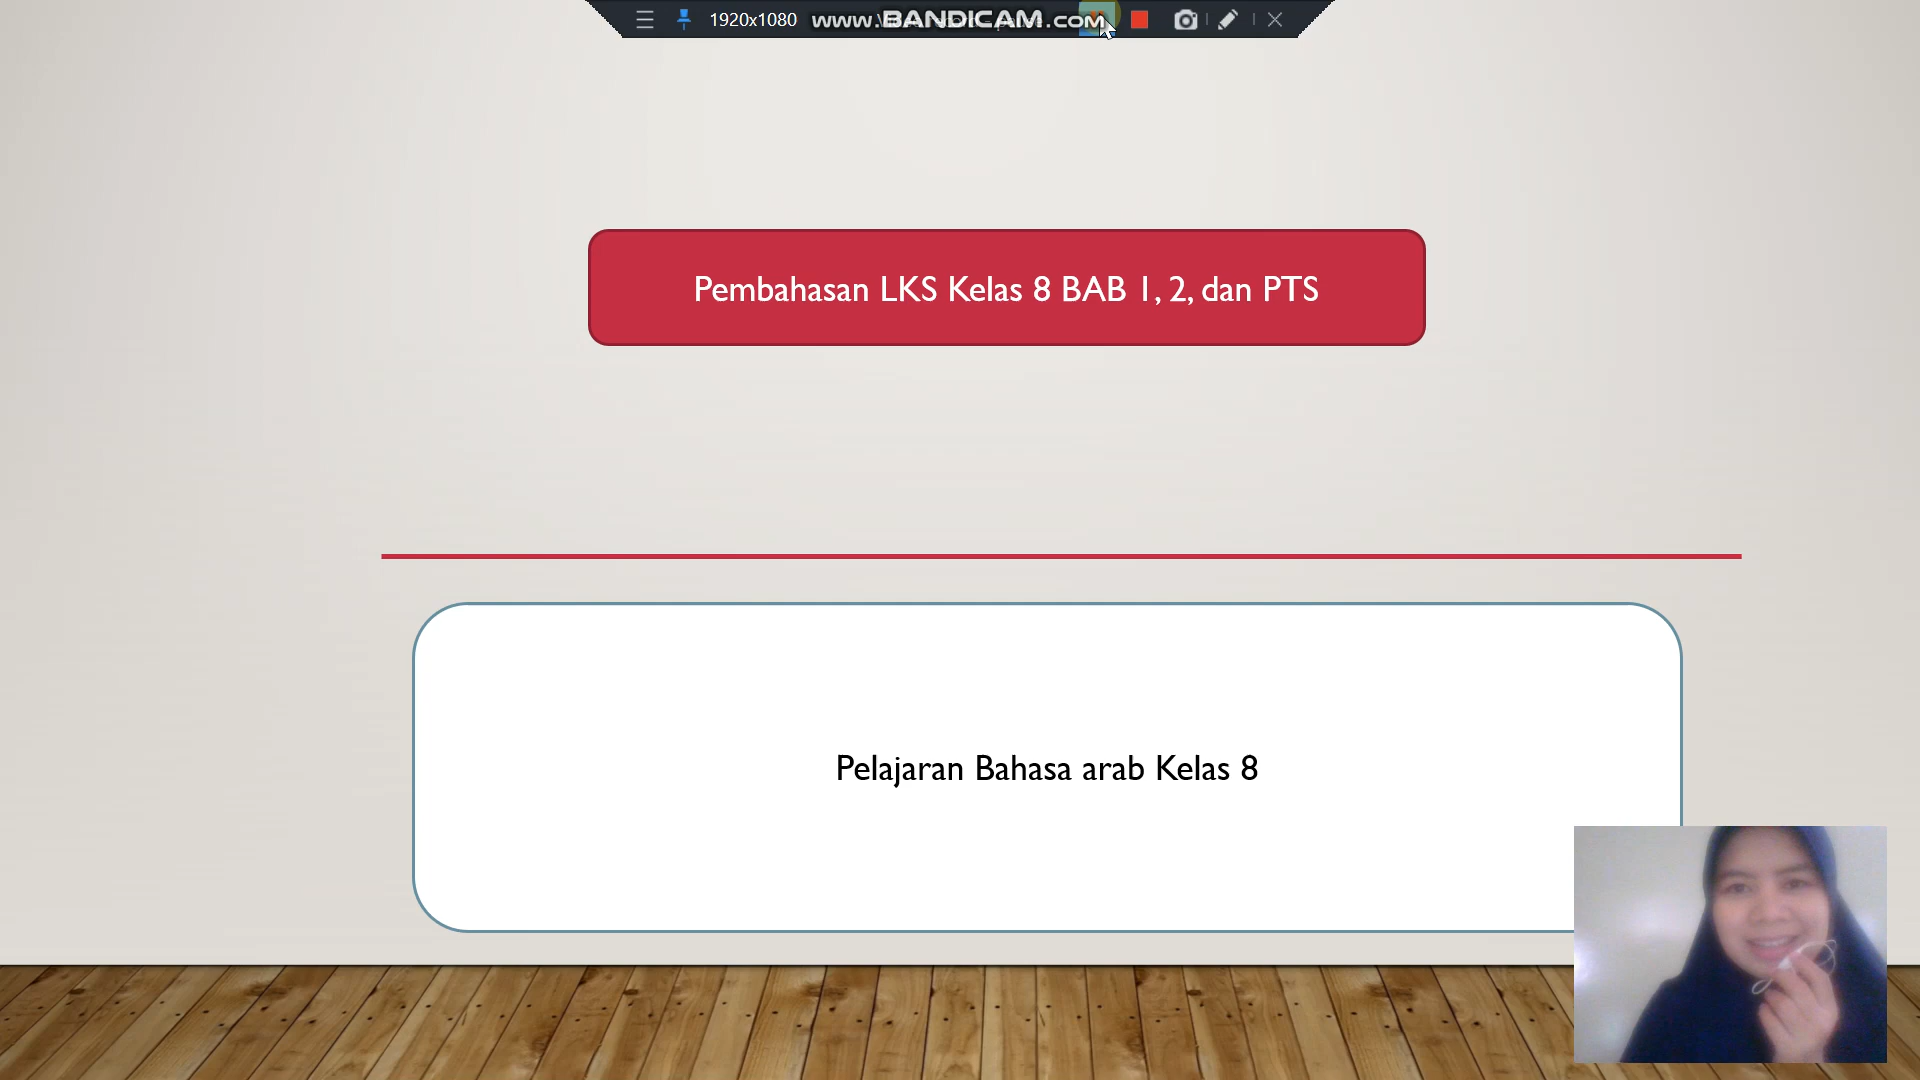 1920x1080 www.BANDICAM.com
Pembahasan LKS Kelas 8 BAB 1, 2, dan PTS
Pelajaran Bahasa arab Kelas 8